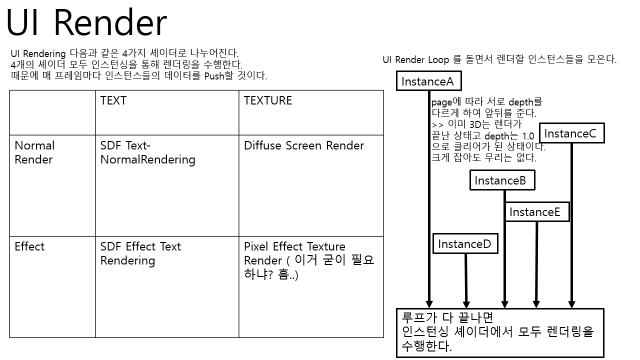 UI Render
UI Rendering 다음과 같은 4가지 셰이더로 나누어진다.
4개의 셰이더 모두 인스턴싱을 통해 렌더링을 수행한다.
때문에 매 프레임마다 인스턴스들의 데이터를 Push할 것이다.
TEXT
TEXTURE
Normal
Render
SDF Text-
NormalRendering
Diffuse Screen Render
Effect
SDF Effect Text
Rendering
Pixel Effect Texture
Render ( 이거 굳이 필요
하냐? 흠..)
UI Render Loop 를 돌면서 렌더할 인스턴스들을 모은다.
InstanceA
page에 따라 서로 depth를
다르게 하여 앞뒤를 준다.
>> 이미 3D는 렌더가
끝난 상태고 depth는 1.0
으로 클리어가 된 상태이다.
크게 잡아도 무리는 없다.
InstanceC
InstanceB
InstanceE
InstanceD
루프가 다 끝나면
인스턴싱 셰이더에서 모두 렌더링을
수행한다.